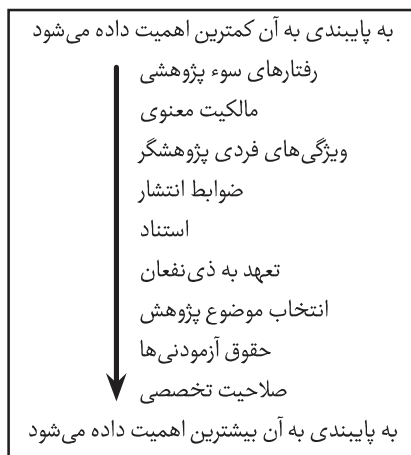 به پایبندی به آن کمترین اهمیت داده می‌شود
رفتارهای سوء پژوهشی
مالکیت معنوی
ویژگی‌های فردی پژوهشگر
ضوابط انتشار
استناد
تعهد به ذی‌نفعان
انتخاب موضوع پژوهش
حقوق آزمودنی‌ها
صلاحیت تخصصی
به پایبندی به آن بیشترین اهمیت داده می‌شود